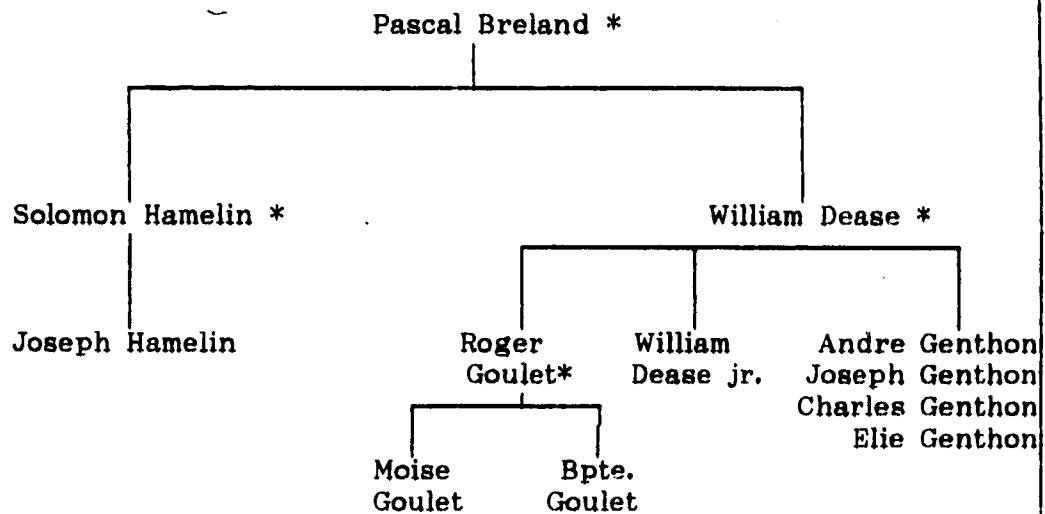 Pascal Breland *
Solomon Hamelin *
William Dease *
Joseph Hamelin
Roger
Goulet*
William
Dease jr.
Andre Genthon
Joseph Genthon
Charles Genthon
Elie Genthon
Moise
Goulet
Bpte.
Goulet